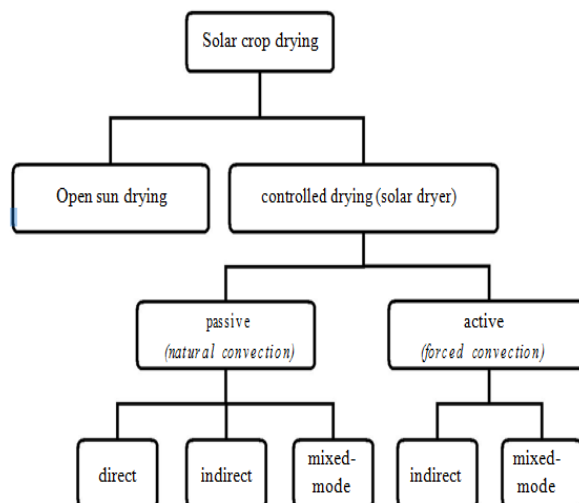 Solar crop drying
Open sun drying
controlled drying (solar dryer)
passive
(natural convection)
active
(forced convection)
direct
indirect
mixed-
mode
indirect
mixed-
mode